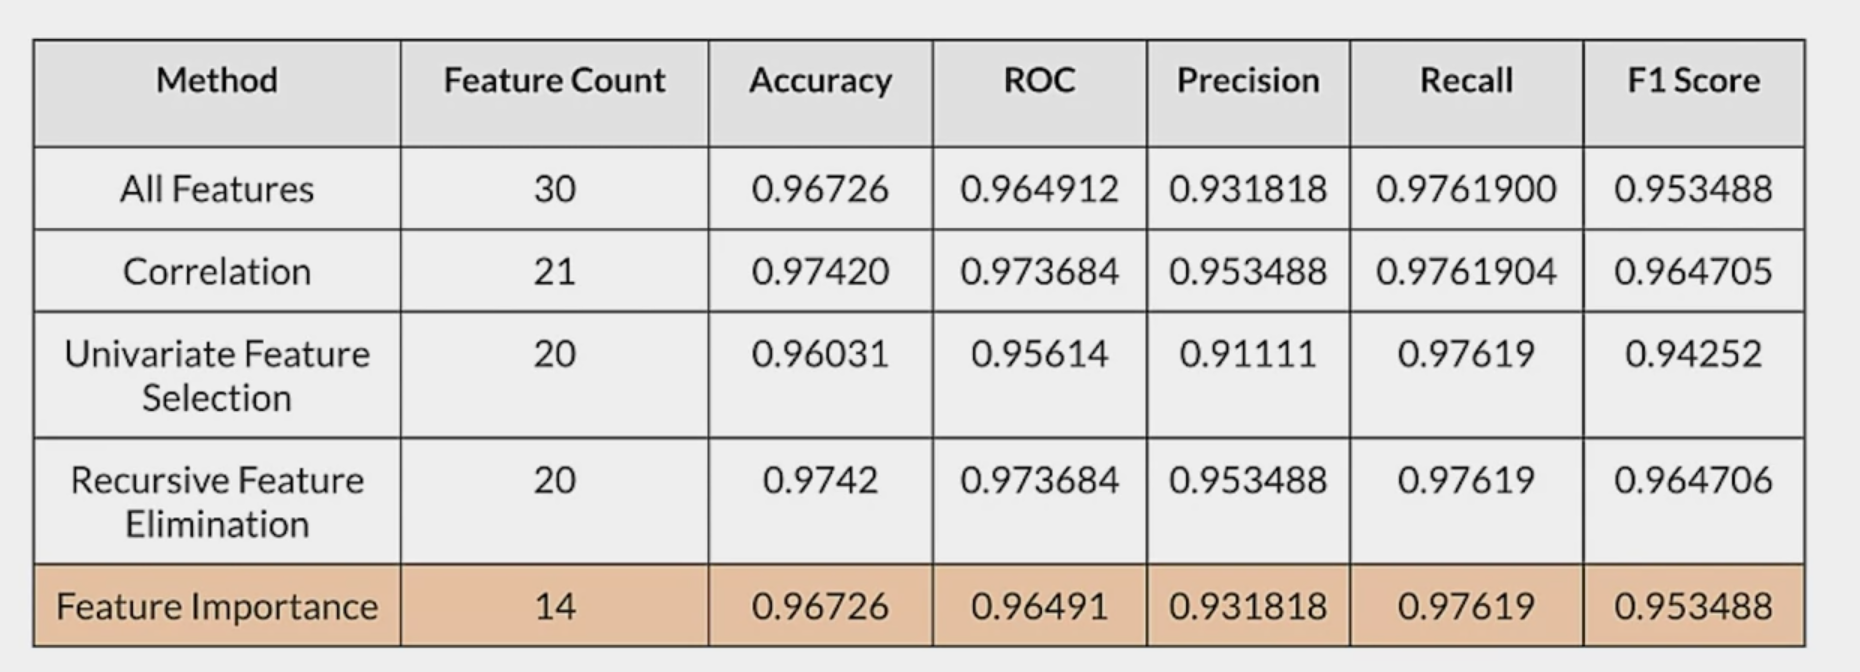 Method Feature Count Accuracy ROC Precision Recall F1 Score
All Features 30 0.96726 0.964912 0.931818 0.9761900 0.953488
Correlation 21 0.97420 0.973684 0.953488 0.9761904 0.964705
Univariate Feature 20 0.96031 0.95614 0.91111 0.97619 0.94252
Selection
Recursive Feature 20 0.9742 0.973684 0.953488 0.97619 0.964706
Elimination
Feature Importance 14 0.96726 0.96491 0.931818 0.97619 0.953488